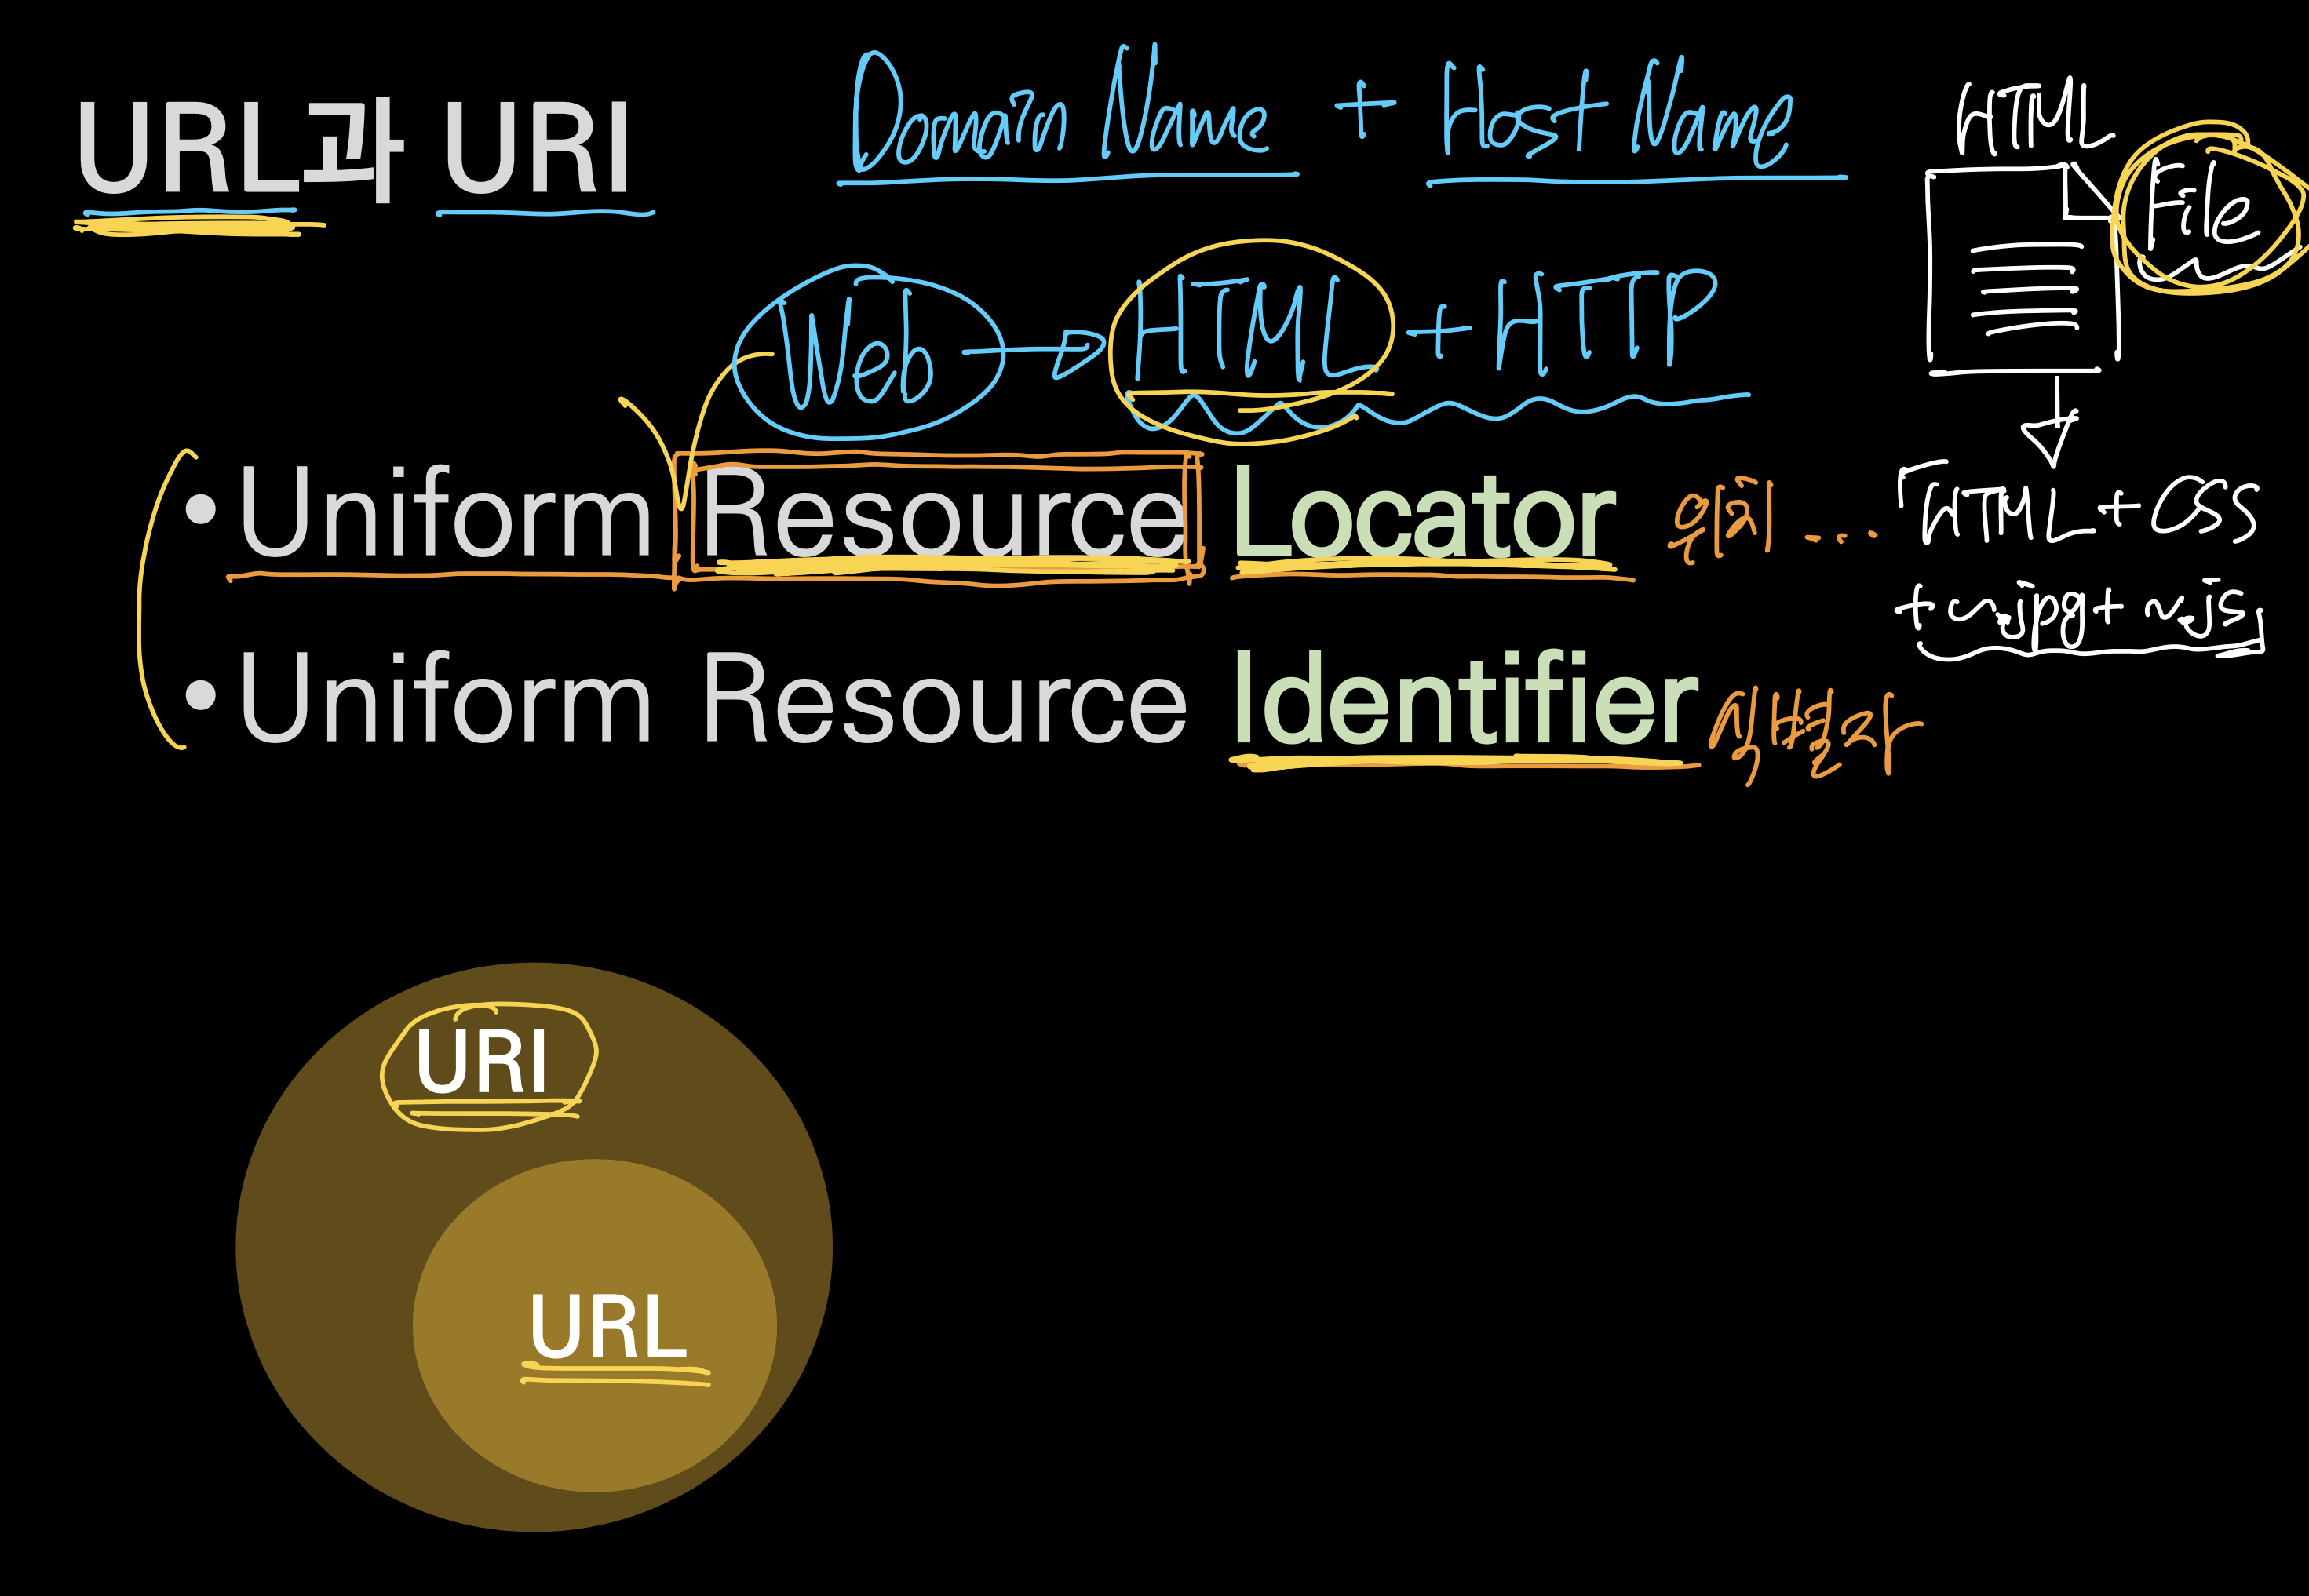 URL과 URI
Domain Name + Host Name
Web → HTML + HTTP
HTML
File
• Uniform Resource Locator 위치...
HTML + CSS
+ ~.jpg + ~.js
• Uniform Resource Identifier 식별자
URI
URL